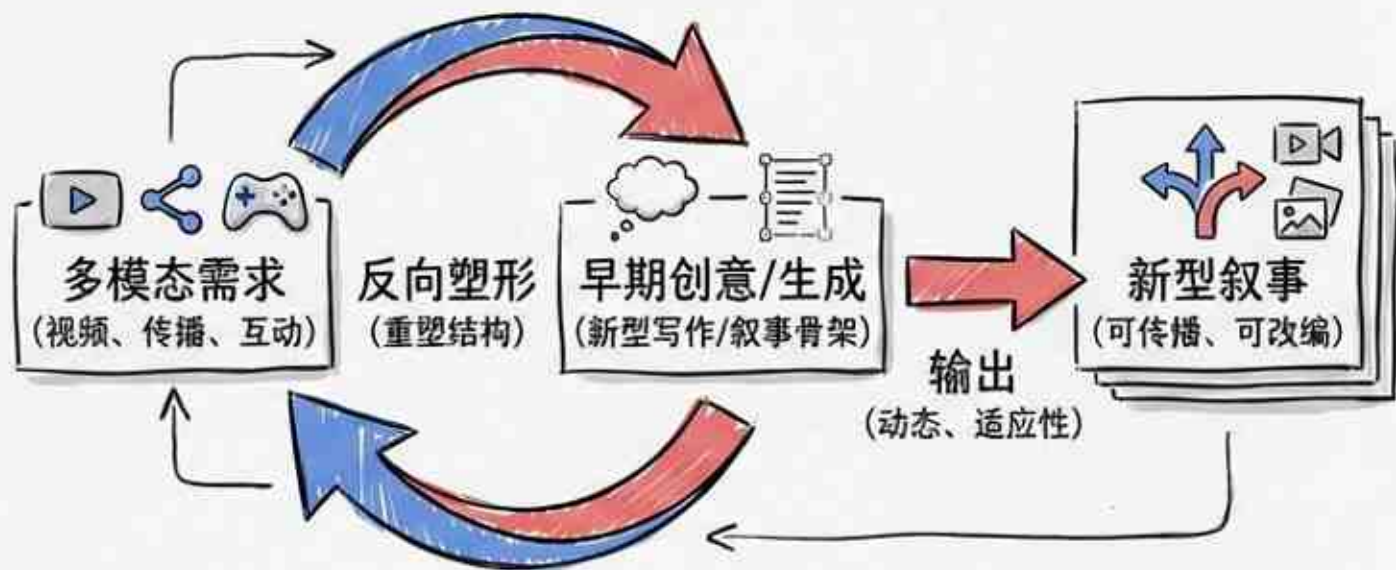 多模态需求
(视频、传播、互动)
反向塑形
(重塑结构)
早期创意/生成
(新型写作/叙事骨架)
输出
(动态、适应性)
新型叙事
(可传播、可改编)